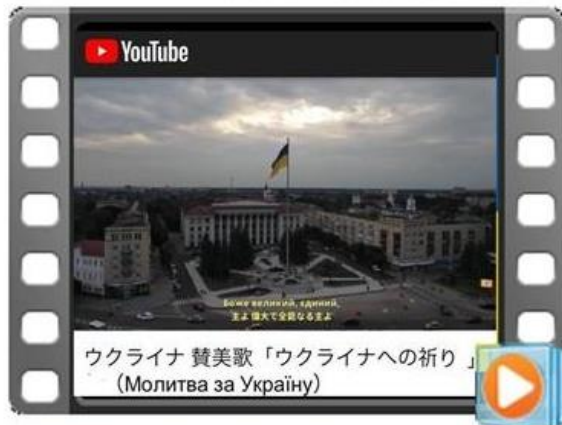 YouTube
Боже великий, єдиний,
主よ 偉大で全能なる主よ
ウクライナ 賛美歌「ウクライナへの祈り 」
（Молитва за Україну）